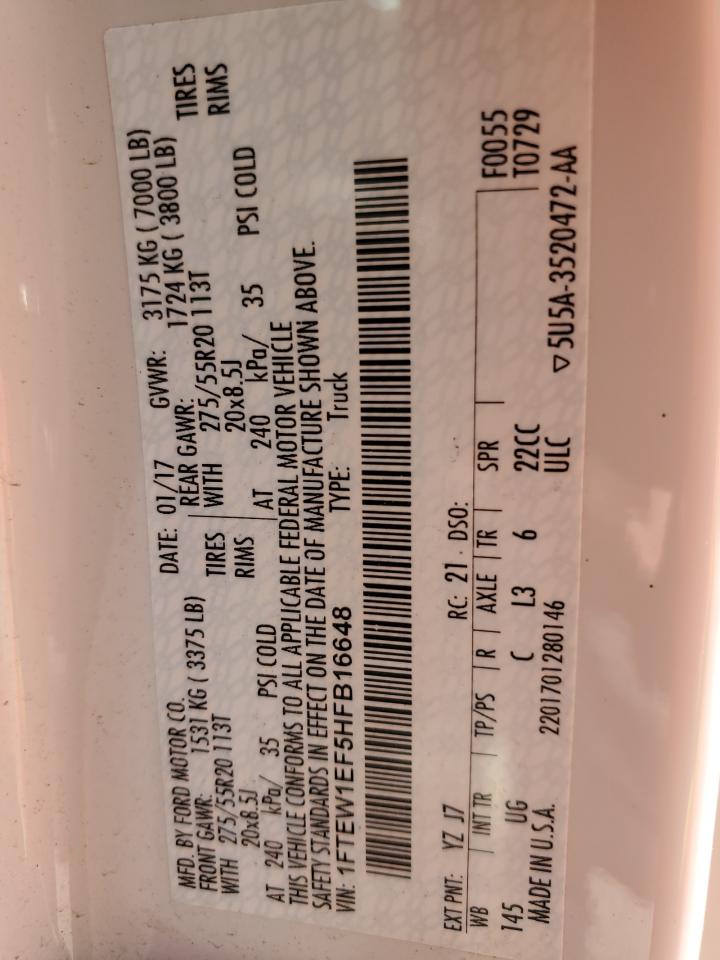 MFD. BY FORD MOTOR CO.
DATE: 01/17 GVWR: 3175 KG ( 7000 LB)
FRONT GAWR: 1531 KG ( 3375 LB) REAR GAWR: 1724 KG ( 3800 LB)
WITH 275/55R20 113T TIRES WITH 275/55R20 113T TIRES
20x8.5J RIMS 20x8.5J RIMS
AT 240 kPa/ 35 PSI COLD AT 240 kPa/ 35 PSI COLD
THIS VEHICLE CONFORMS TO ALL APPLICABLE FEDERAL MOTOR VEHICLE
SAFETY STANDARDS IN EFFECT ON THE DATE OF MANUFACTURE SHOWN ABOVE.
VIN: 1FTEW1EF5HFB16648 TYPE: Truck
EXT PNT: YZ J7 RC: 21 DSO: F0055
WB INT TR TP/PS R AXLE TR SPR T0729
145 UG C L3 6 22CC
MADE IN U.S.A. 2201701280146 ULC ▽5U5A-3520472-AA